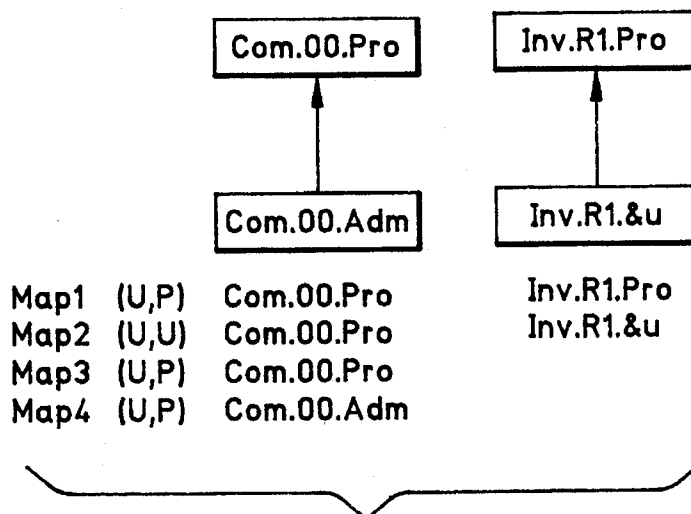 Com.00.Pro Inv.R1.Pro
Com.00.Adm Inv.R1.&u
Map1 (U,P) Com.00.Pro Inv.R1.Pro
Map2 (U,U) Com.00.Pro Inv.R1.&u
Map3 (U,P) Com.00.Pro
Map4 (U,P) Com.00.Adm